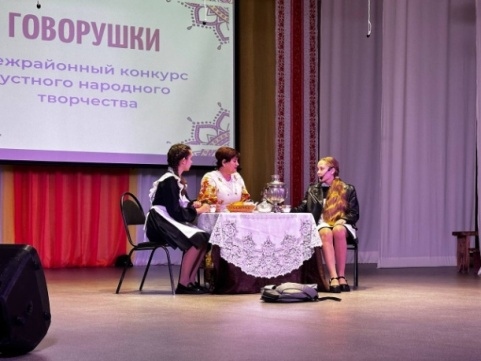 ГОВОРУШКИ
ежрайонный конкурс
устного народного
творчества